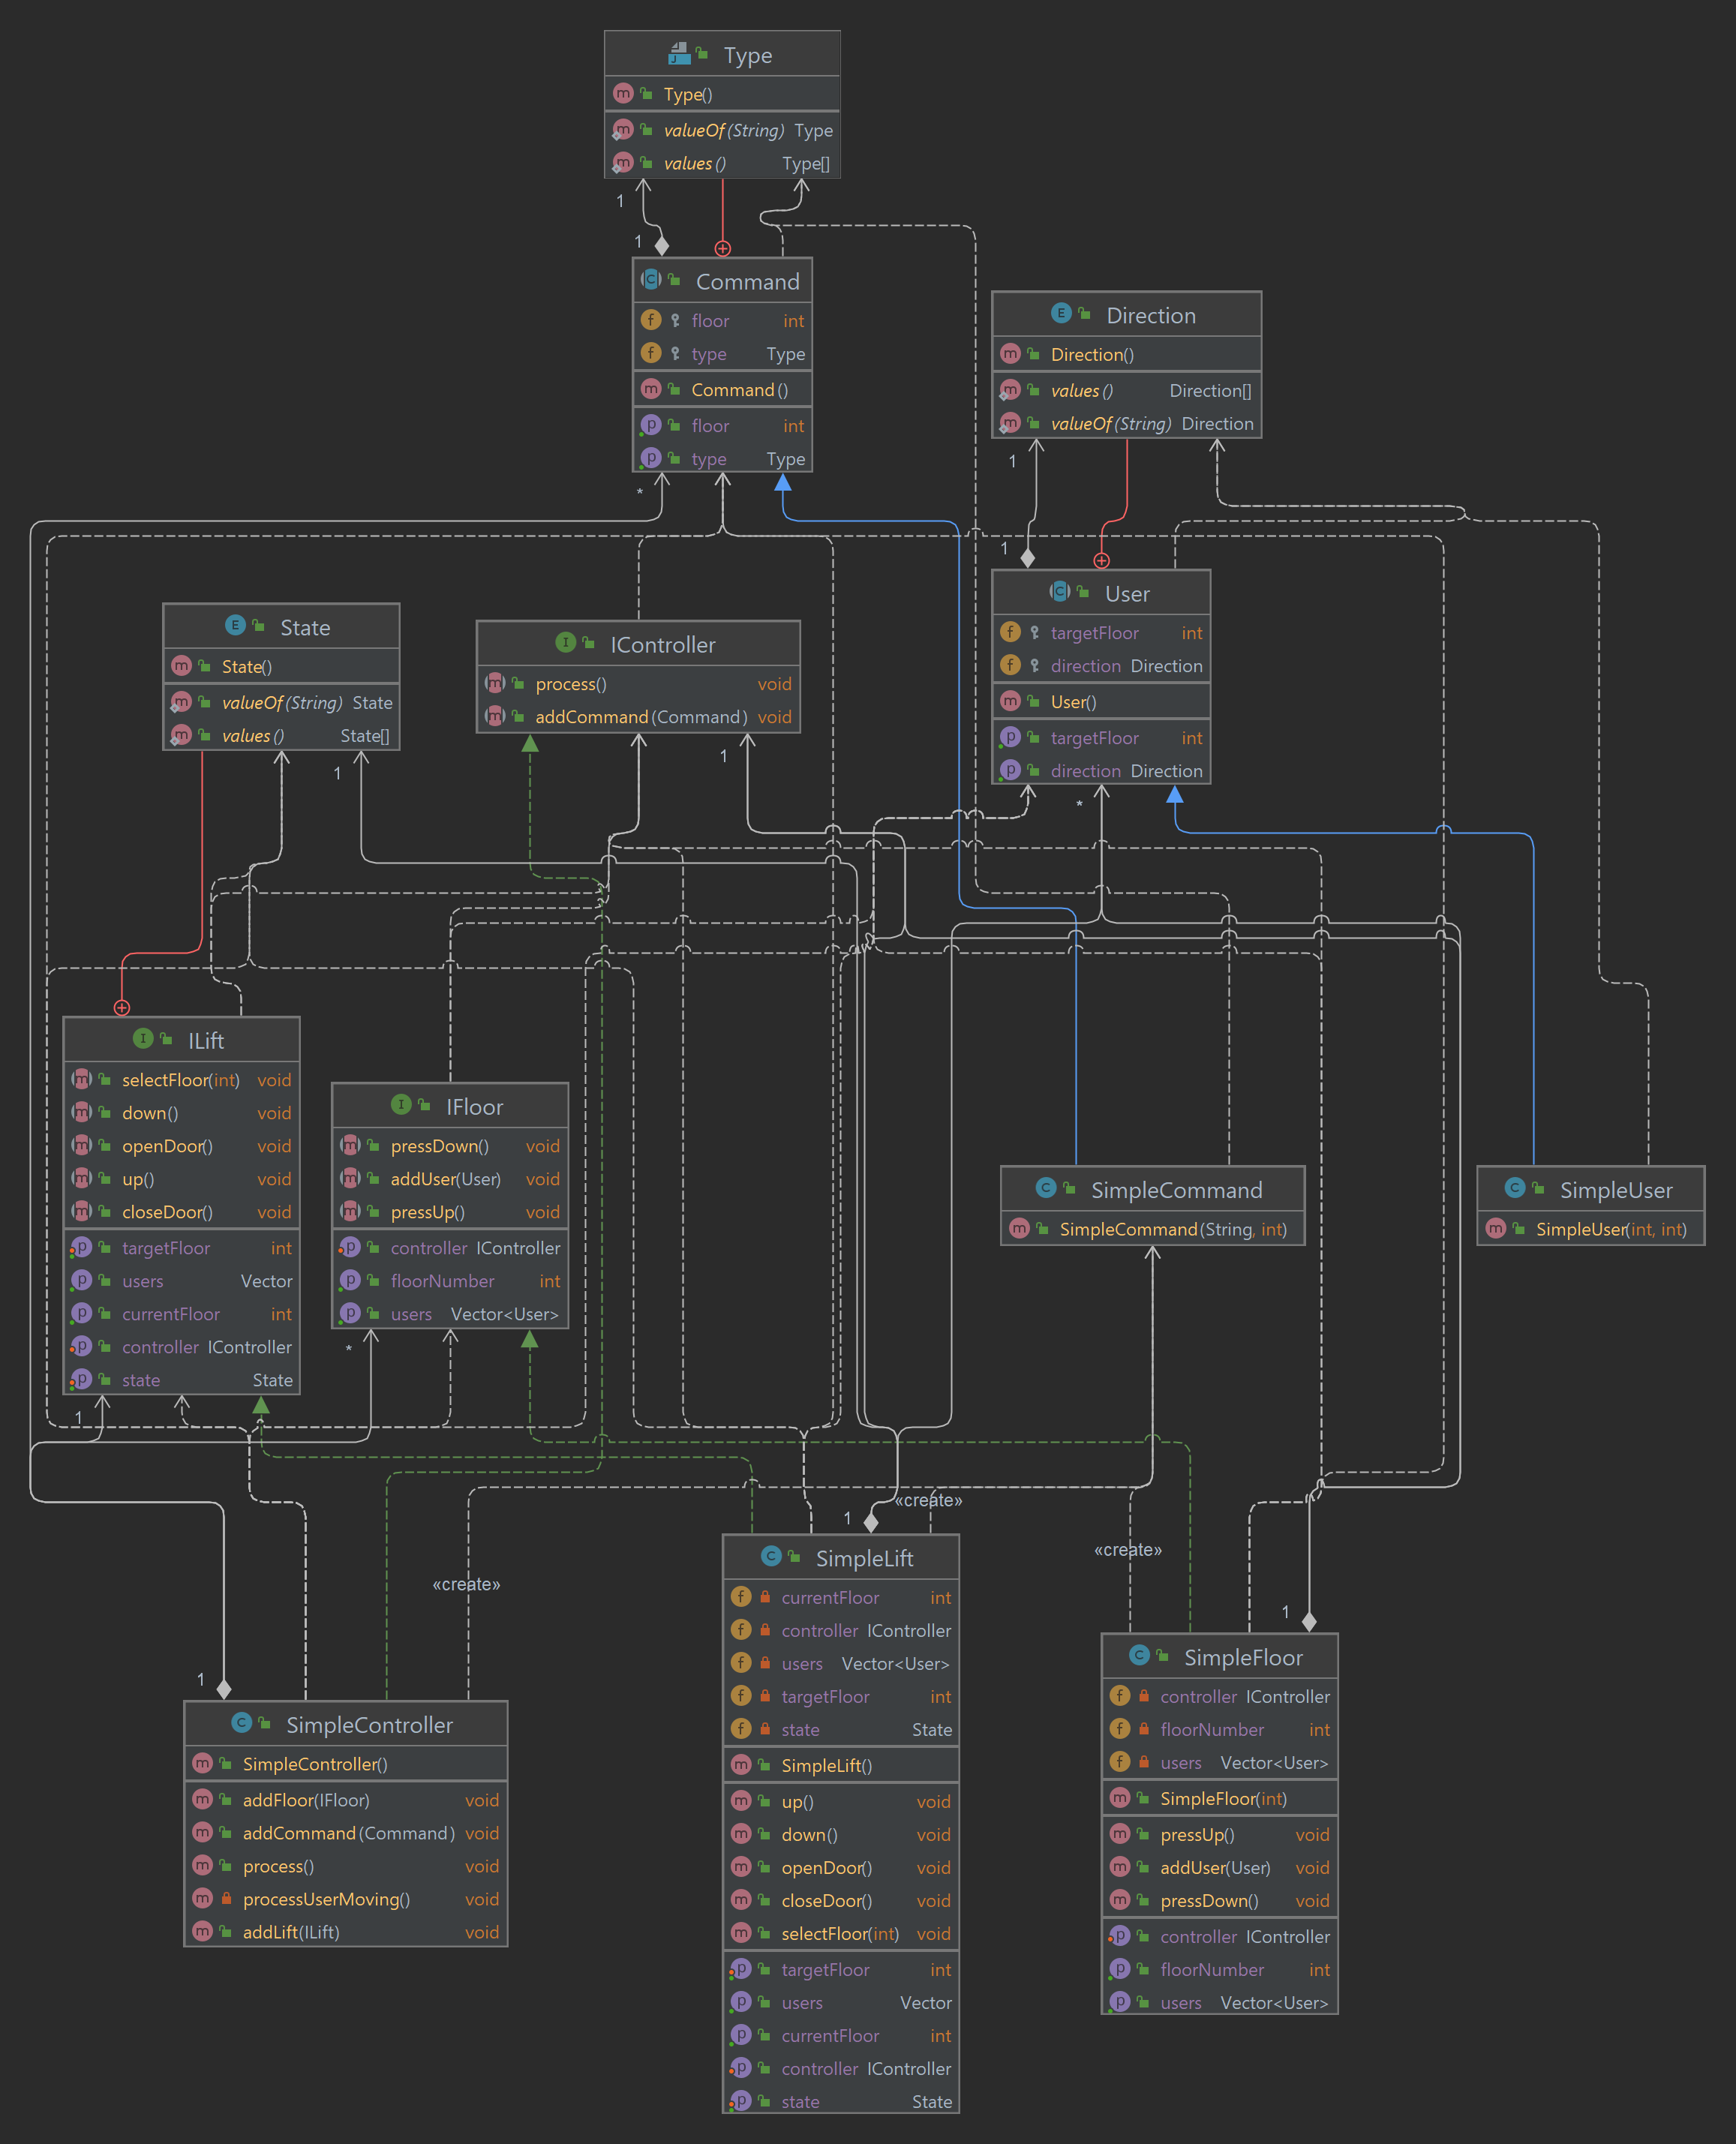 Type
Type()
valueOf(String) Type
values() Type[]
1
1
Command
floor int
type Type
Command()
floor int
type Type
*
Direction
Direction()
values() Direction[]
valueOf(String) Direction
1
1
User
targetFloor int
direction Direction
User()
targetFloor int
direction Direction
*
State
State()
valueOf(String) State
values() State[]
1
IController
process() void
addCommand(Command) void
1
ILift
selectFloor(int) void
down() void
openDoor() void
up() void
closeDoor() void
targetFloor int
users Vector
currentFloor int
controller IController
state State
1
IFloor
pressDown() void
addUser(User) void
pressUp() void
controller IController
floorNumber int
users Vector<User>
*
SimpleCommand
SimpleCommand(String, int)
SimpleUser
SimpleUser(int, int)
«create»
«create»
«create»
1
SimpleController
SimpleController()
addFloor(IFloor) void
addCommand(Command) void
process() void
processUserMoving() void
addLift(ILift) void
1
SimpleLift
currentFloor int
controller IController
users Vector<User>
targetFloor int
state State
SimpleLift()
up() void
down() void
openDoor() void
closeDoor() void
selectFloor(int) void
targetFloor int
users Vector
currentFloor int
controller IController
state State
1
SimpleFloor
controller IController
floorNumber int
users Vector<User>
SimpleFloor(int)
pressUp() void
addUser(User) void
pressDown() void
controller IController
floorNumber int
users Vector<User>